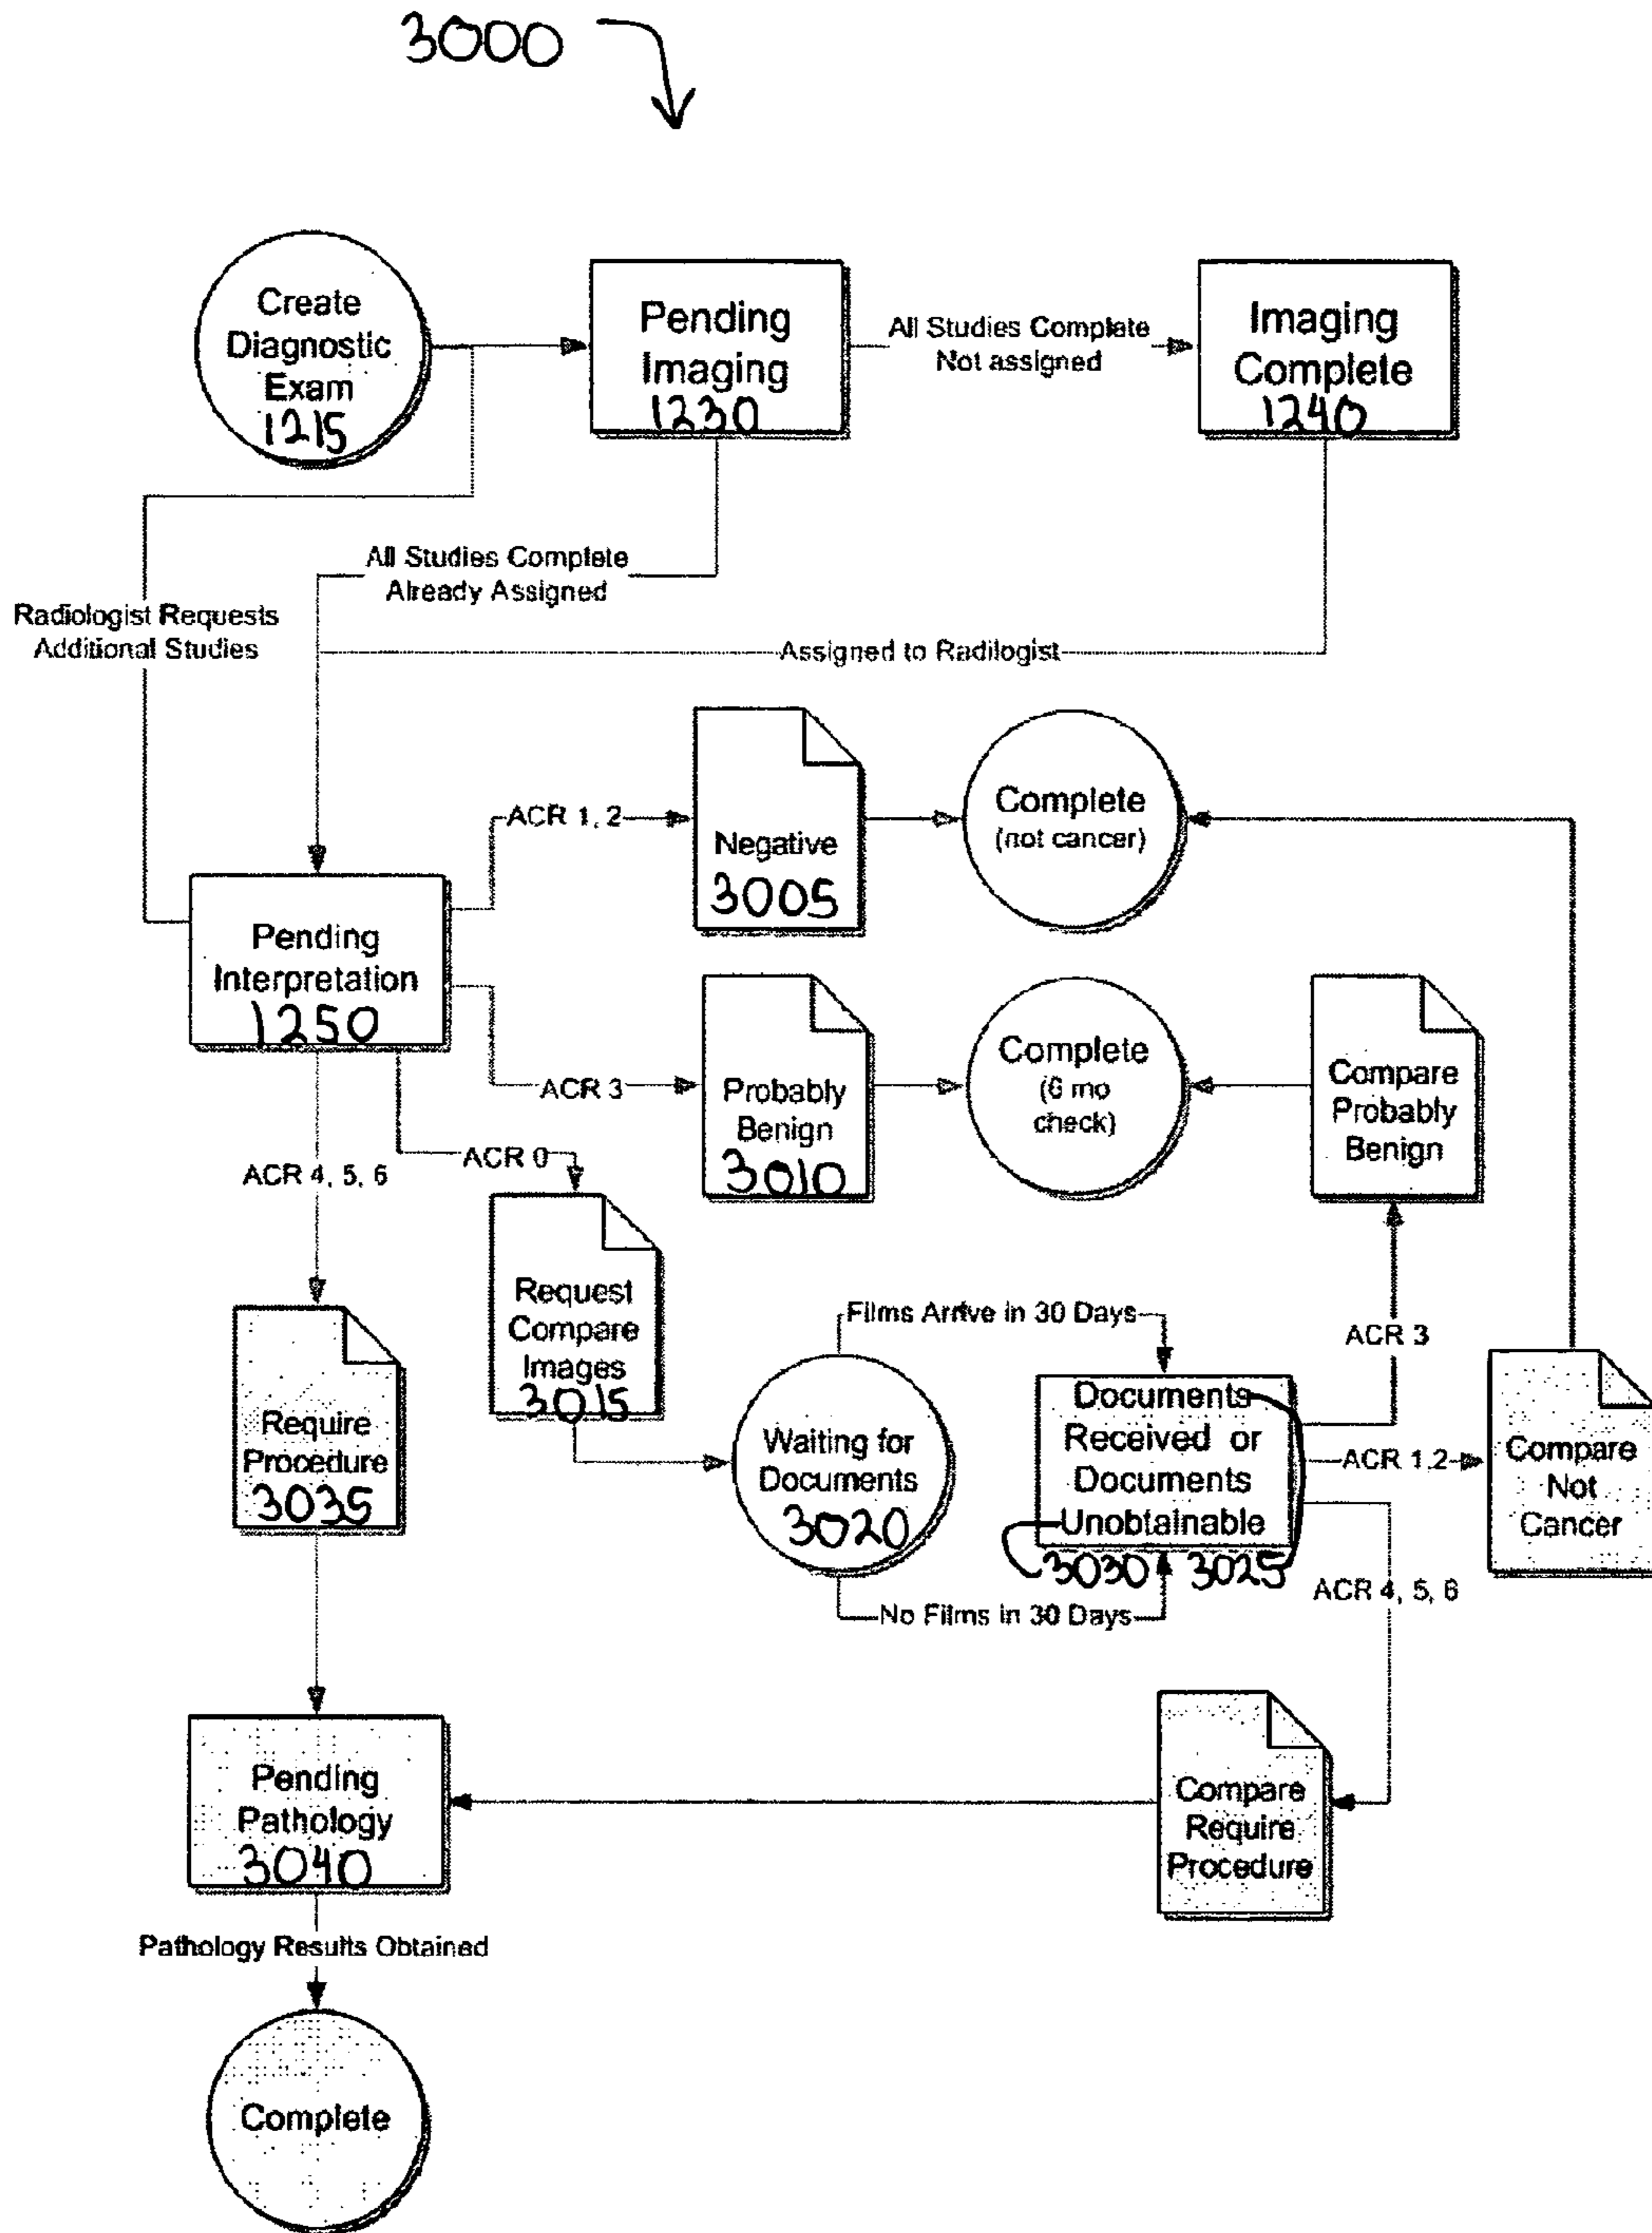 3000
Create
Diagnostic
Exam
1215
Pending
Imaging
1230
All Studies Complete
Not assigned
Imaging
Complete
1240
All Studies Complete
Already Assigned
Radiologist Requests
Additional Studies
Assigned to Radilogist
ACR 1, 2
Negative
3005
Complete
(not cancer)
Pending
Interpretation
1250
ACR 3
Probably
Benign
3010
Complete
(6 mo
check)
Compare
Probably
Benign
ACR 4, 5, 6
ACR 0
Request
Compare
Images
3015
Films Arrive in 30 Days
ACR 3
Require
Procedure
3035
Waiting for
Documents
3020
Documents
Received or
Documents
Unobtainable
3030 3025
ACR 1,2
Compare
Not
Cancer
No Films in 30 Days
ACR 4, 5, 6
Pending
Pathology
3040
Compare
Require
Procedure
Pathology Results Obtained
Complete